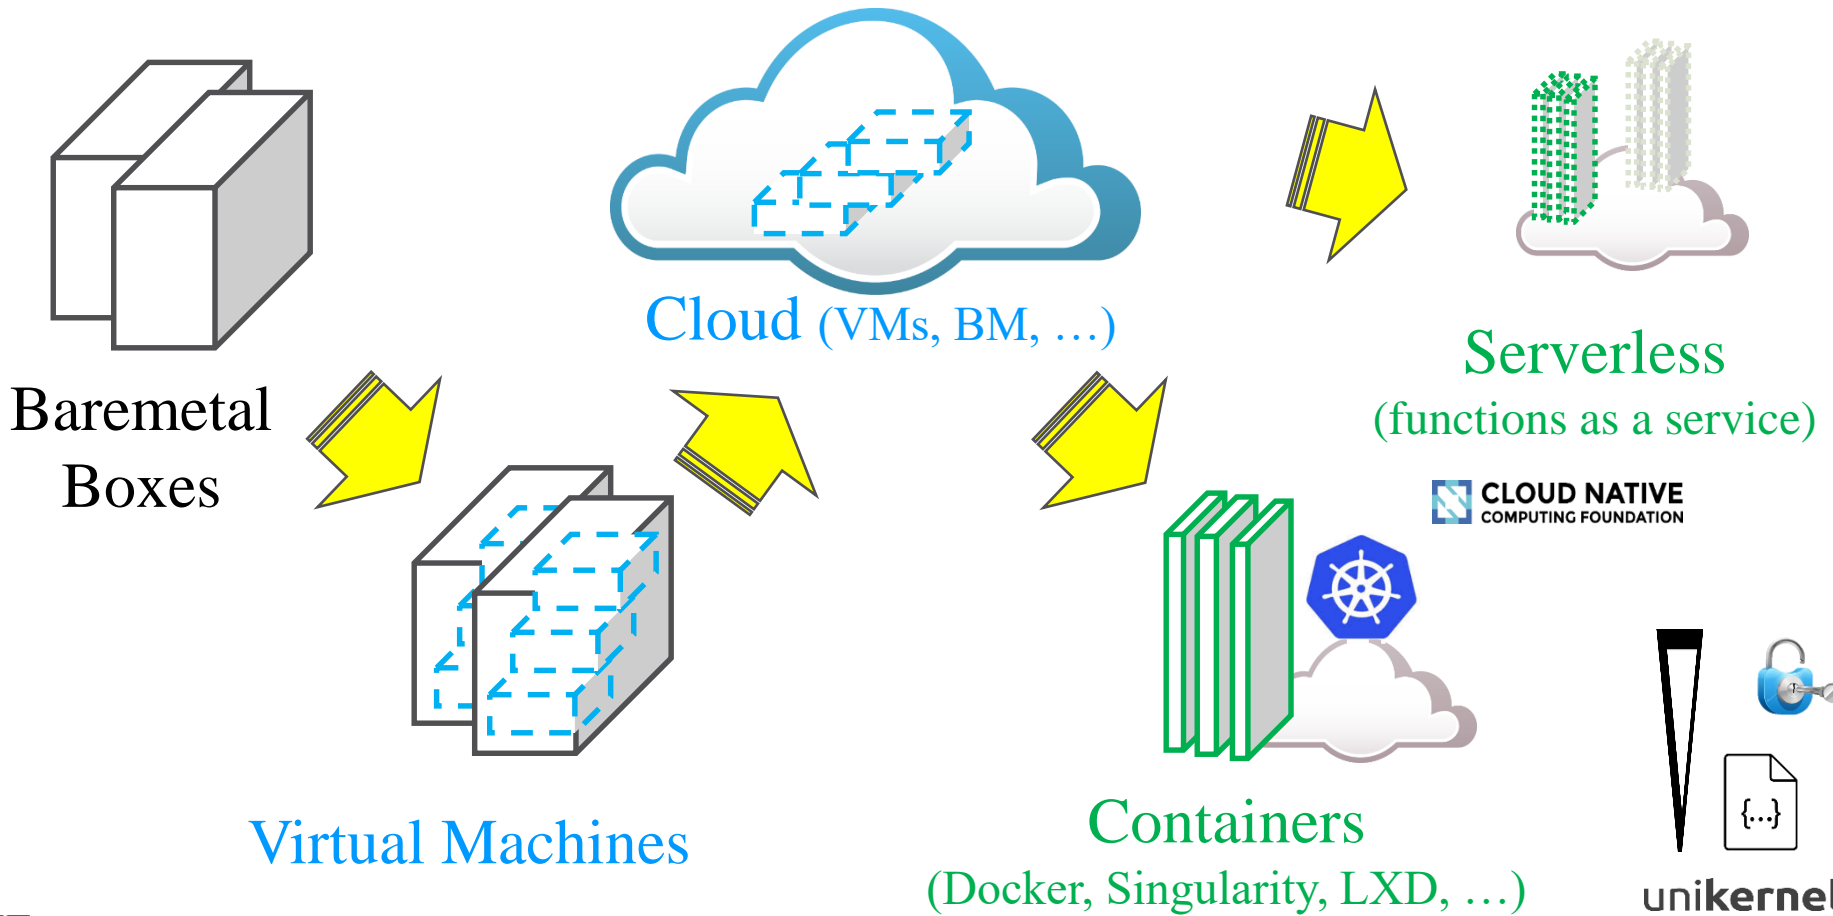 Baremetal
Boxes
Cloud (VMs, BM, …)
Serverless
(functions as a service)
CLOUD NATIVE
COMPUTING FOUNDATION
Virtual Machines
Containers
(Docker, Singularity, LXD, …)
{...}
unikernel